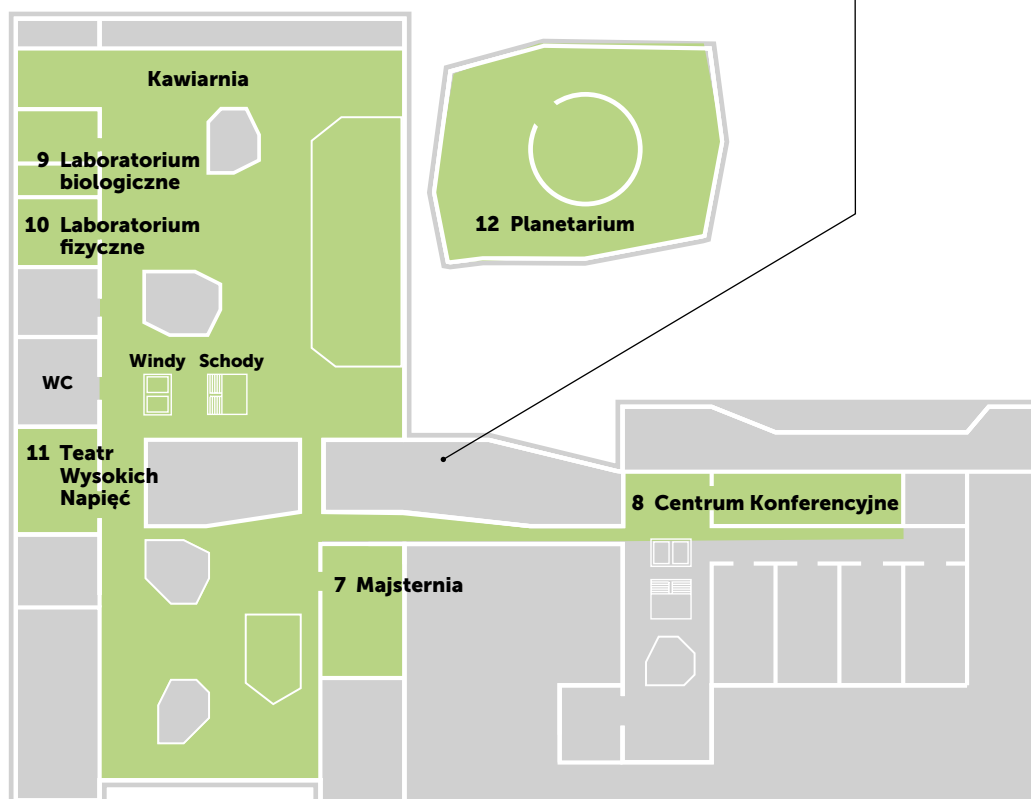 Kawiarnia
9 Laboratorium
biologiczne
10 Laboratorium
fizyczne
12 Planetarium
Windy Schody
WC
11 Teatr
Wysokich
Napięć
8 Centrum Konferencyjne
7 Majsternia